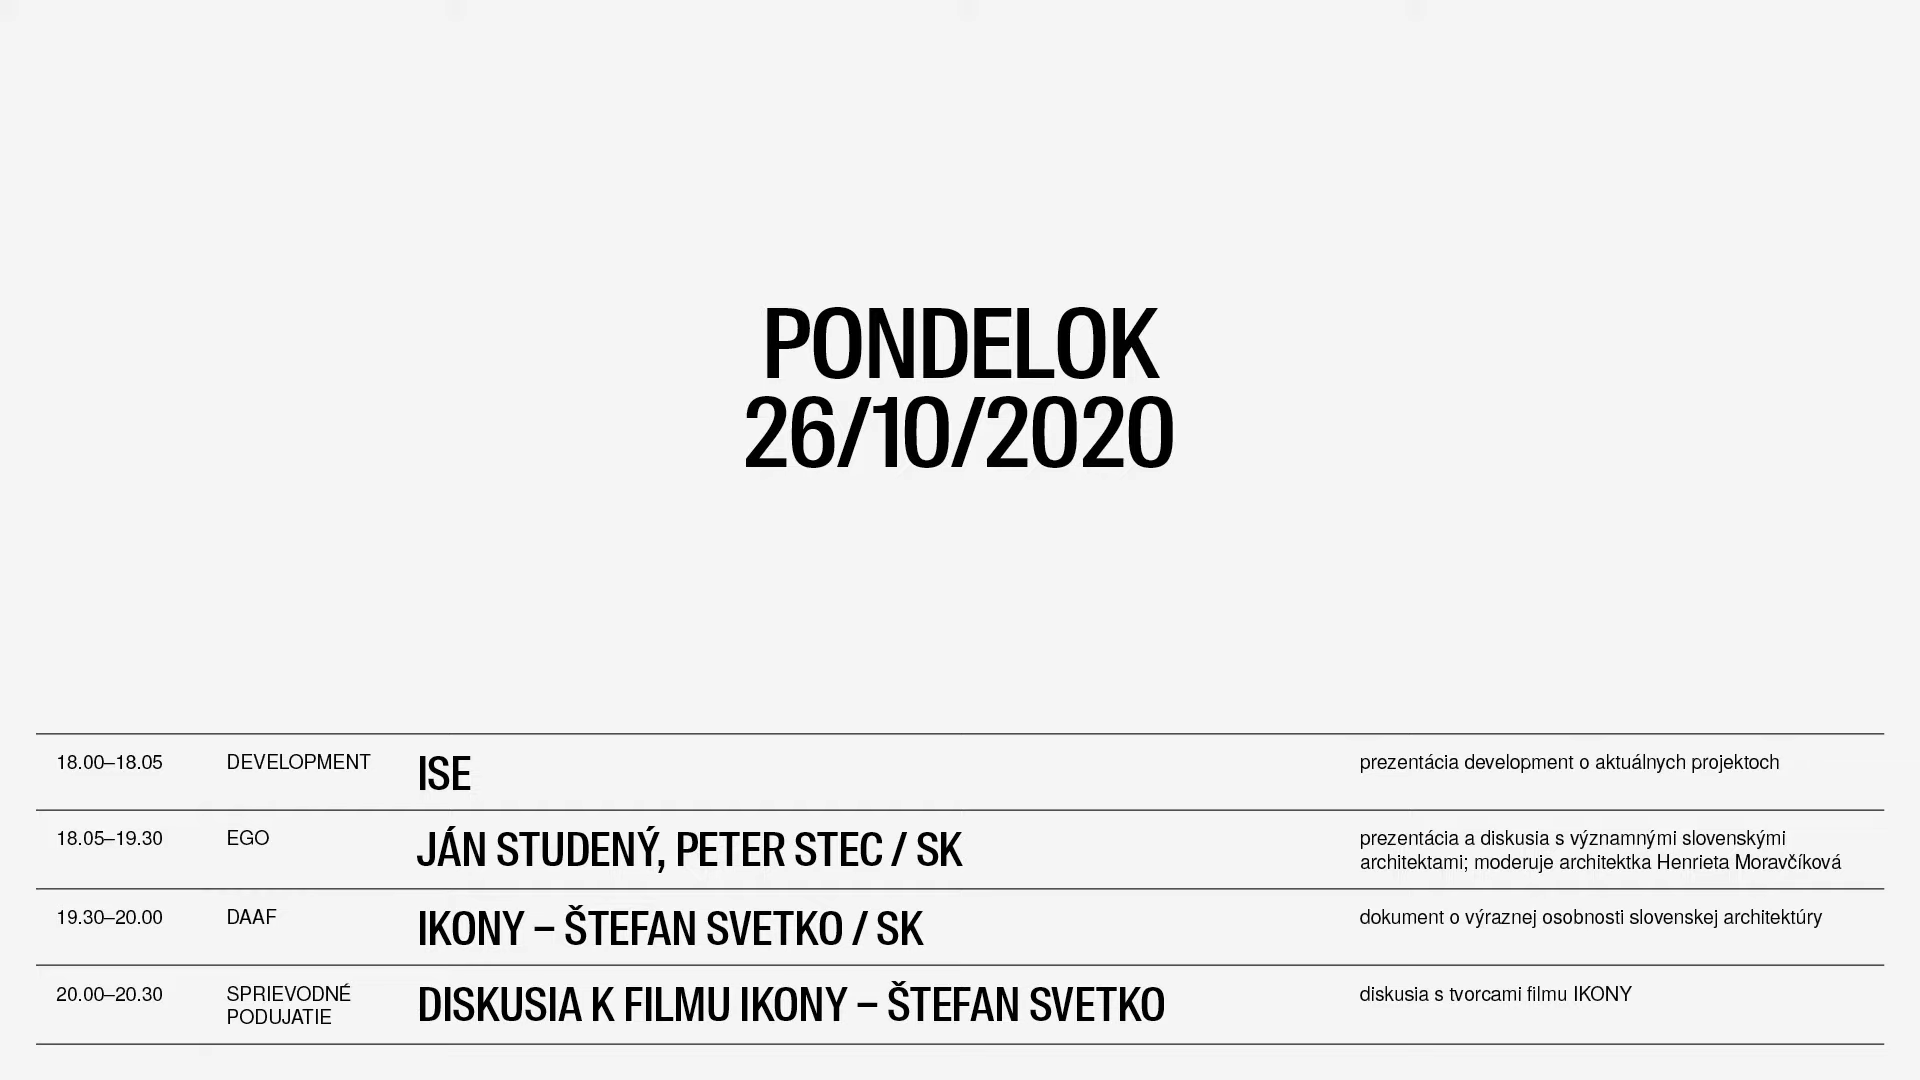 PONDELOK
26/10/2020
18.00–18.05 DEVELOPMENT ISE prezentácia development o aktuálnych projektoch
18.05–19.30 EGO JÁN STUDENÝ, PETER STEC / SK prezentácia a diskusia s významnými slovenskými
architektami; moderuje architektka Henrieta Moravčíková
19.30–20.00 DAAF IKONY – ŠTEFAN SVETKO / SK dokument o výraznej osobnosti slovenskej architektúry
20.00–20.30 SPRIEVODNÉ DISKUSIA K FILMU IKONY – ŠTEFAN SVETKO diskusia s tvorcami filmu IKONY
PODUJATIE